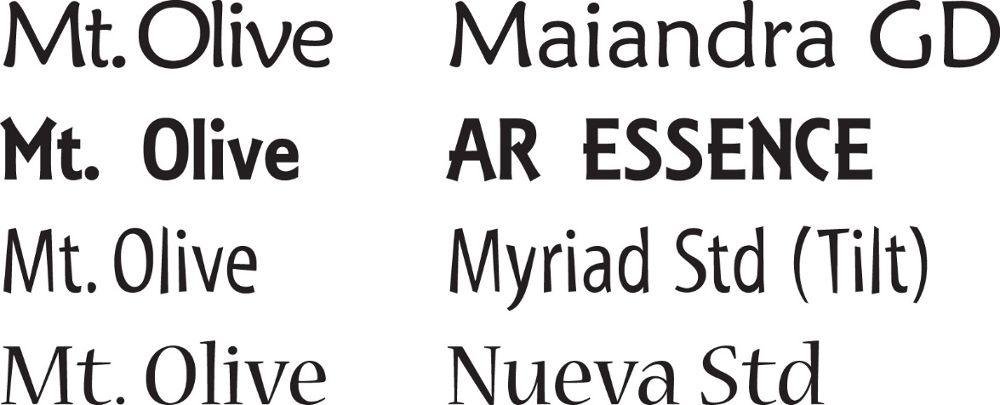 Mt. Olive Maiandra GD
Mt. Olive AR ESSENCE
Mt. Olive Myriad Std (Tilt)
Mt. Olive Nueva Std